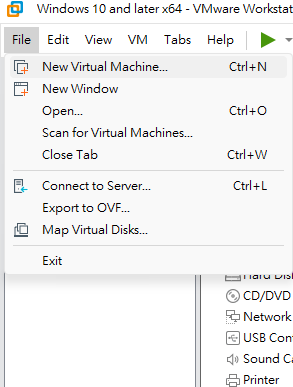 Windows 10 and later x64 - VMware Workstat
File Edit View VM Tabs Help
New Virtual Machine... Ctrl+N
New Window
Open... Ctrl+O
Scan for Virtual Machines...
Close Tab Ctrl+W
Connect to Server... Ctrl+L
Export to OVF...
Map Virtual Disks...
Exit
Hard Dis
CD/DVD
Network
USB Cont
Sound Ca
Printer